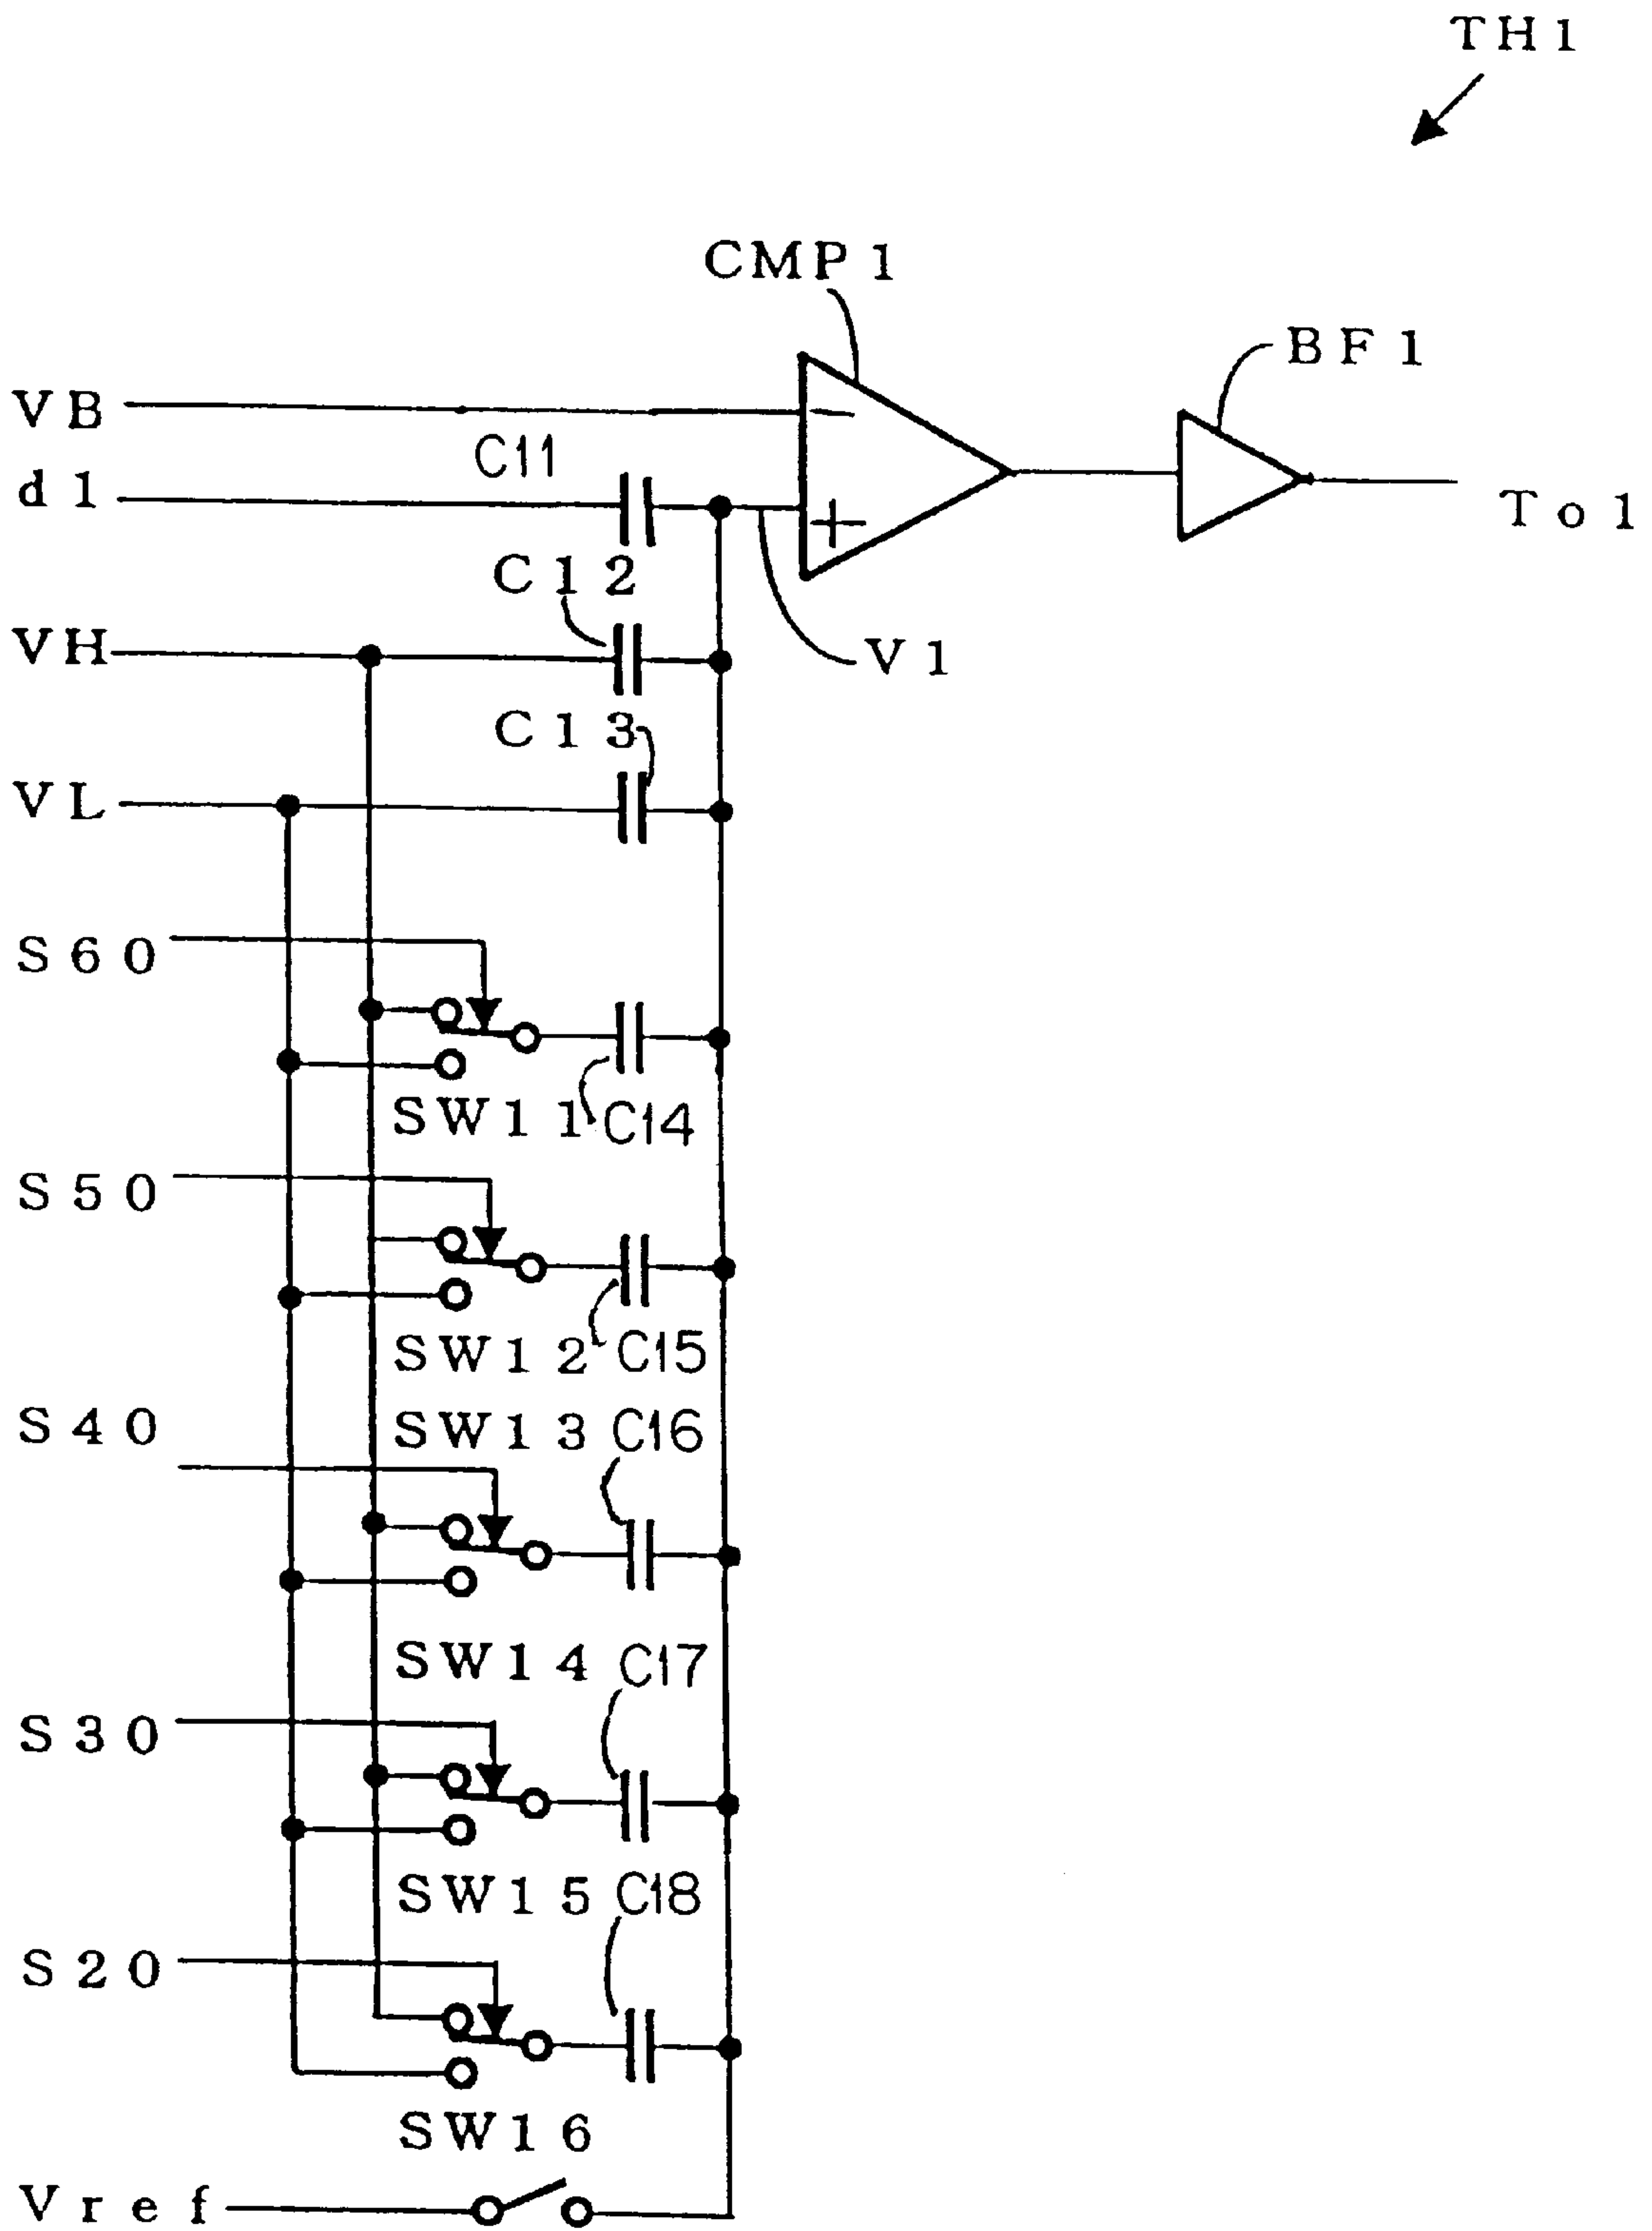 TH1
CMP1
BF1
VB
C11
d1
To1
C12
VH
V1
C13
VL
S60
SW11 C14
S50
SW12 C15
S40
SW13 C16
SW14 C17
S30
SW15 C18
S20
SW16
Vref